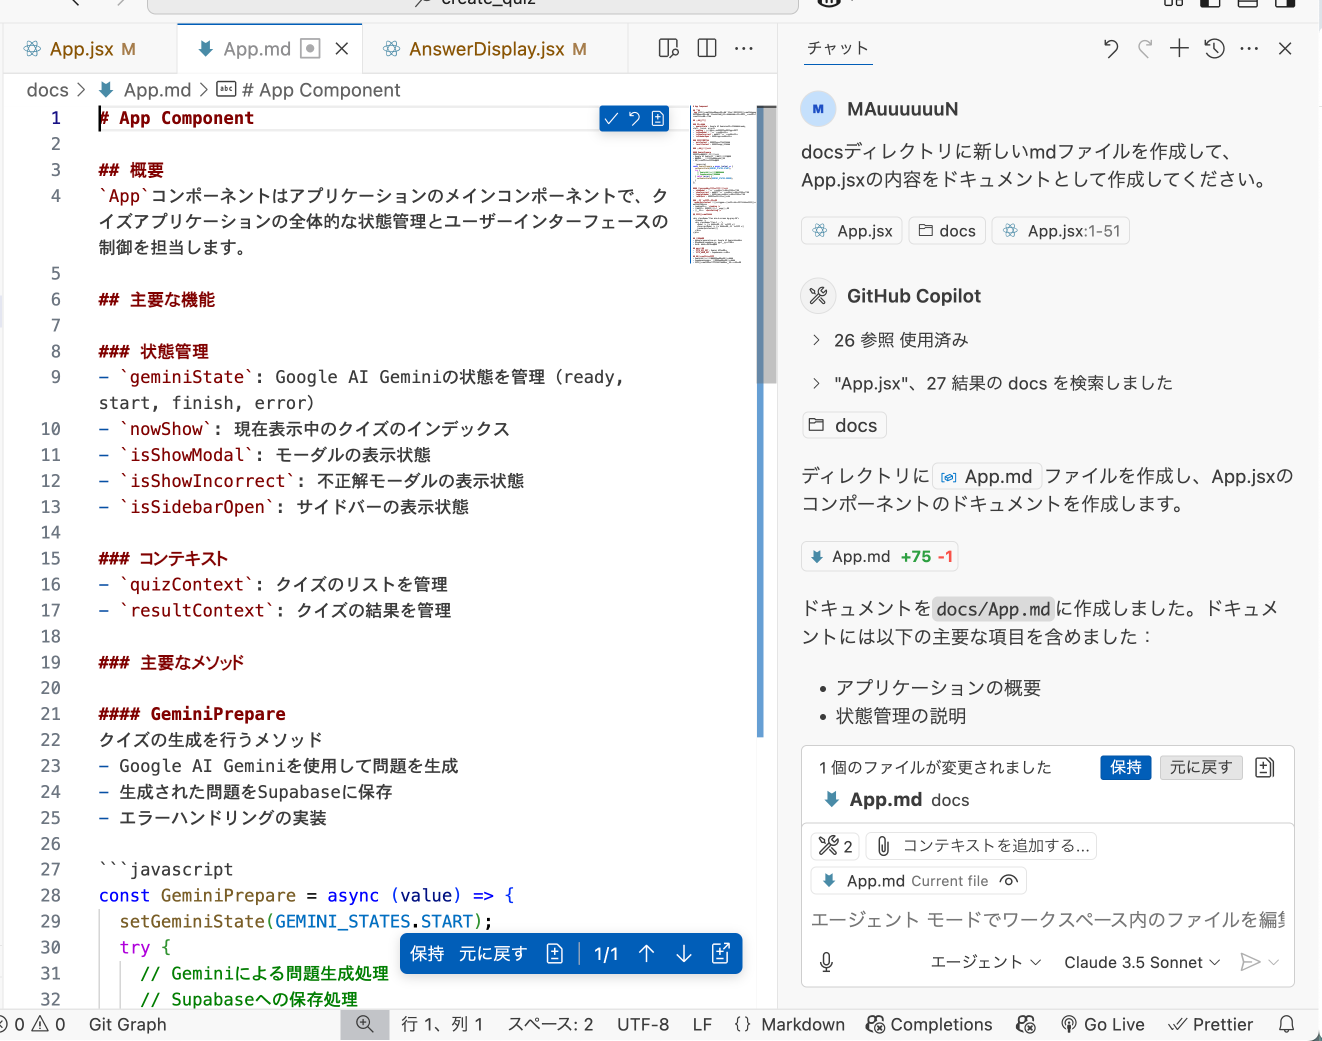 create_quiz
App.jsx M
App.md
AnswerDisplay.jsx M
docs > App.md > # App Component
1 # App Component
2
3 ## 概要
4 `App`コンポーネントはアプリケーションのメインコンポーネントで、ク
イズアプリケーションの全体的な状態管理とユーザーインターフェースの
制御を担当します。
5
6 ## 主要な機能
7
8 ### 状態管理
9 - `geminiState`: Google AI Geminiの状態を管理（ready,
start, finish, error）
10 - `nowShow`: 現在表示中のクイズのインデックス
11 - `isShowModal`: モーダルの表示状態
12 - `isShowIncorrect`: 不正解モーダルの表示状態
13 - `isSidebarOpen`: サイドバーの表示状態
14
15 ### コンテキスト
16 - `quizContext`: クイズのリストを管理
17 - `resultContext`: クイズの結果を管理
18
19 ### 主要なメソッド
20
21 #### GeminiPrepare
22 クイズの生成を行うメソッド
23 - Google AI Geminiを使用して問題を生成
24 - 生成された問題をSupabaseに保存
25 - エラーハンドリングの実装
26
27 ```javascript
28 const GeminiPrepare = async (value) => {
29 setGeminiState(GEMINI_STATES.START);
30 try {
31 // Geminiによる問題生成処理
32 // Supabaseへの保存処理
保持 元に戻す 1/1
チャット
M MAuuuuuuN
docsディレクトリに新しいmdファイルを作成して、
App.jsxの内容をドキュメントとして作成してください。
App.jsx docs App.jsx:1-51
GitHub Copilot
> 26 参照 使用済み
> "App.jsx"、27 結果の docs を検索しました
docs
ディレクトリに App.md ファイルを作成し、App.jsxの
コンポーネントのドキュメントを作成します。
App.md +75 -1
ドキュメントをdocs/App.mdに作成しました。ドキュメ
ントには以下の主要な項目を含めました：
• アプリケーションの概要
• 状態管理の説明
1 個のファイルが変更されました 保持 元に戻す
App.md docs
2 コンテキストを追加する...
App.md Current file
エージェント モードでワークスペース内のファイルを編集
エージェント Claude 3.5 Sonnet
0 0 Git Graph 行 1、列 1 スペース: 2 UTF-8 LF {} Markdown Completions Go Live Prettier